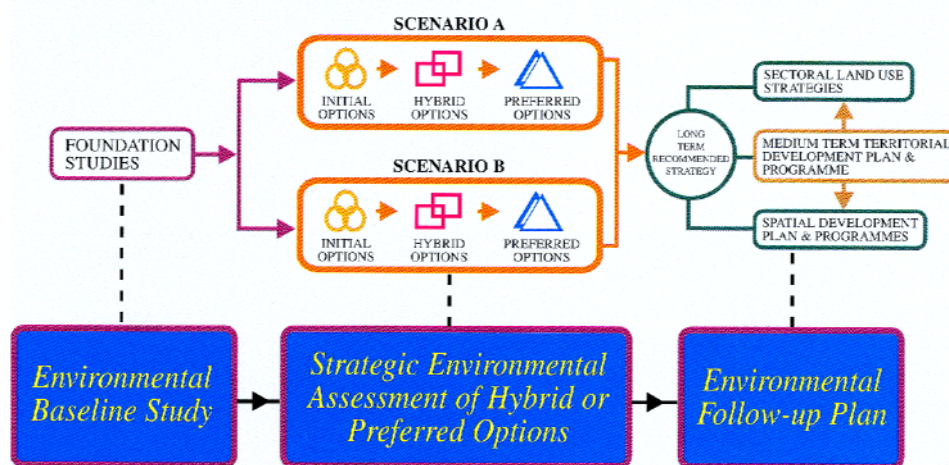 SCENARIO A
INITIAL
OPTIONS
HYBRID
OPTIONS
PREFERRED
OPTIONS
FOUNDATION
STUDIES
SCENARIO B
INITIAL
OPTIONS
HYBRID
OPTIONS
PREFERRED
OPTIONS
LONG
TERM
RECOMMENDED
STRATEGY
SECTORAL LAND USE
STRATEGIES
MEDIUM TERM TERRITORIAL
DEVELOPMENT PLAN &
PROGRAMME
SPATIAL DEVELOPMENT
PLAN & PROGRAMMES
Environmental
Baseline Study
Strategic Environmental
Assessment of Hybrid or
Preferred Options
Environmental
Follow-up Plan